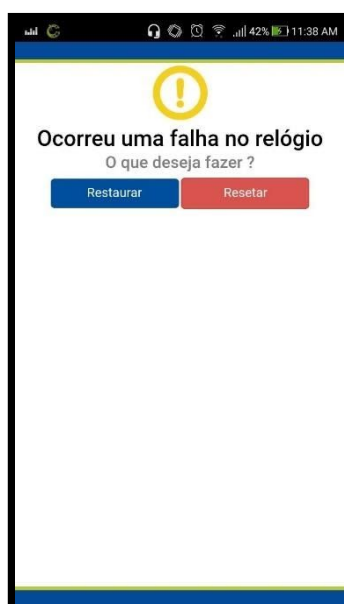 42% 11:38 AM
Ocorreu uma falha no relógio
O que deseja fazer ?
Restaurar Resetar